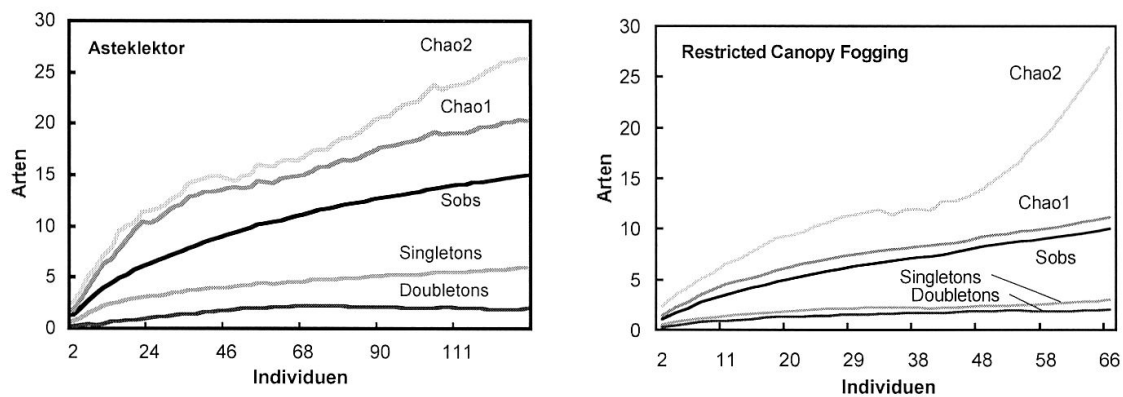 Asteklektor
Chao2
Chao1
Sobs
Singletons
Doubletons
30
25
20
15
10
5
0
Arten
2 24 46 68 90 111
Individuen
Restricted Canopy Fogging
Chao2
Chao1
Sobs
Singletons
Doubletons
30
25
20
15
10
5
0
Arten
2 11 20 29 38 48 58 66
Individuen